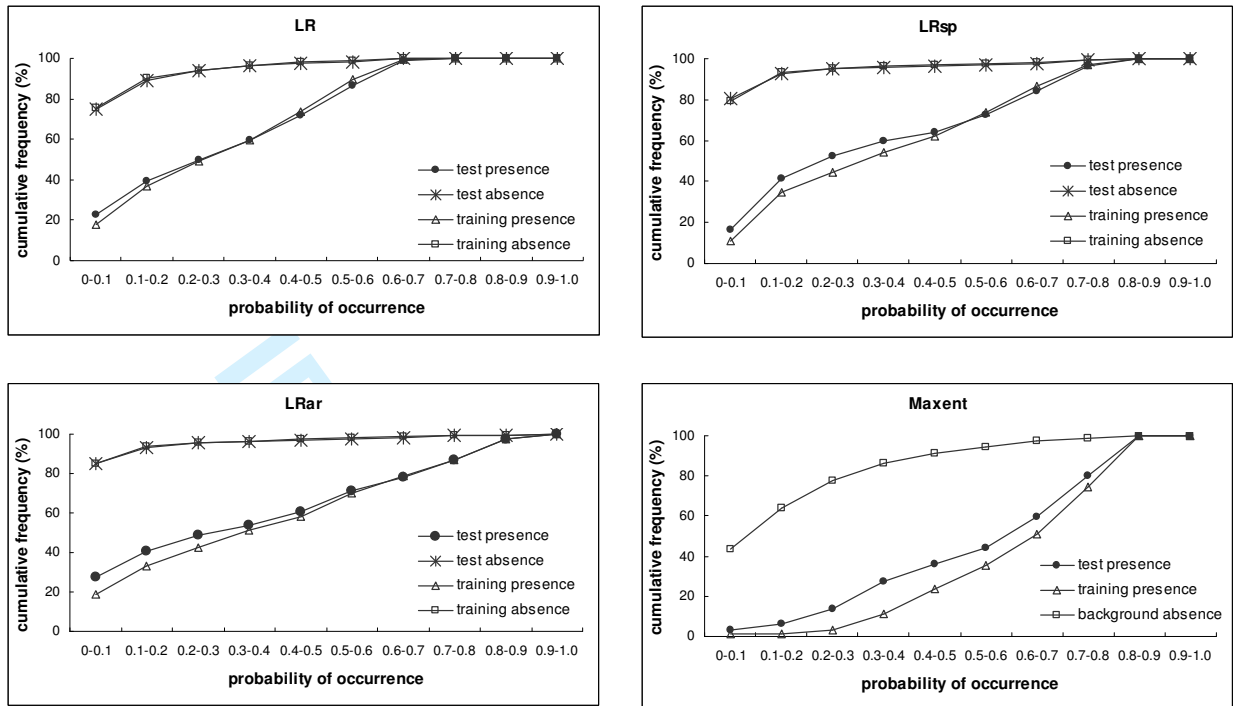 LR
cumulative frequency (%)
100
80
60
40
20
0
test presence
test absence
training presence
training absence
0-0.1 0.1-0.2 0.2-0.3 0.3-0.4 0.4-0.5 0.5-0.6 0.6-0.7 0.7-0.8 0.8-0.9 0.9-1.0
probability of occurrence
LRsp
cumulative frequency (%)
100
80
60
40
20
0
test presence
test absence
training presence
training absence
0-0.1 0.1-0.2 0.2-0.3 0.3-0.4 0.4-0.5 0.5-0.6 0.6-0.7 0.7-0.8 0.8-0.9 0.9-1.0
probability of occurrence
LRar
cumulative frequency (%)
100
80
60
40
20
0
test presence
test absence
training presence
training absence
0-0.1 0.1-0.2 0.2-0.3 0.3-0.4 0.4-0.5 0.5-0.6 0.6-0.7 0.7-0.8 0.8-0.9 0.9-1.0
probability of occurrence
Maxent
cumulative frequency (%)
100
80
60
40
20
0
test presence
training presence
background absence
0-0.1 0.1-0.2 0.2-0.3 0.3-0.4 0.4-0.5 0.5-0.6 0.6-0.7 0.7-0.8 0.8-0.9 0.9-1.0
probability of occurrence